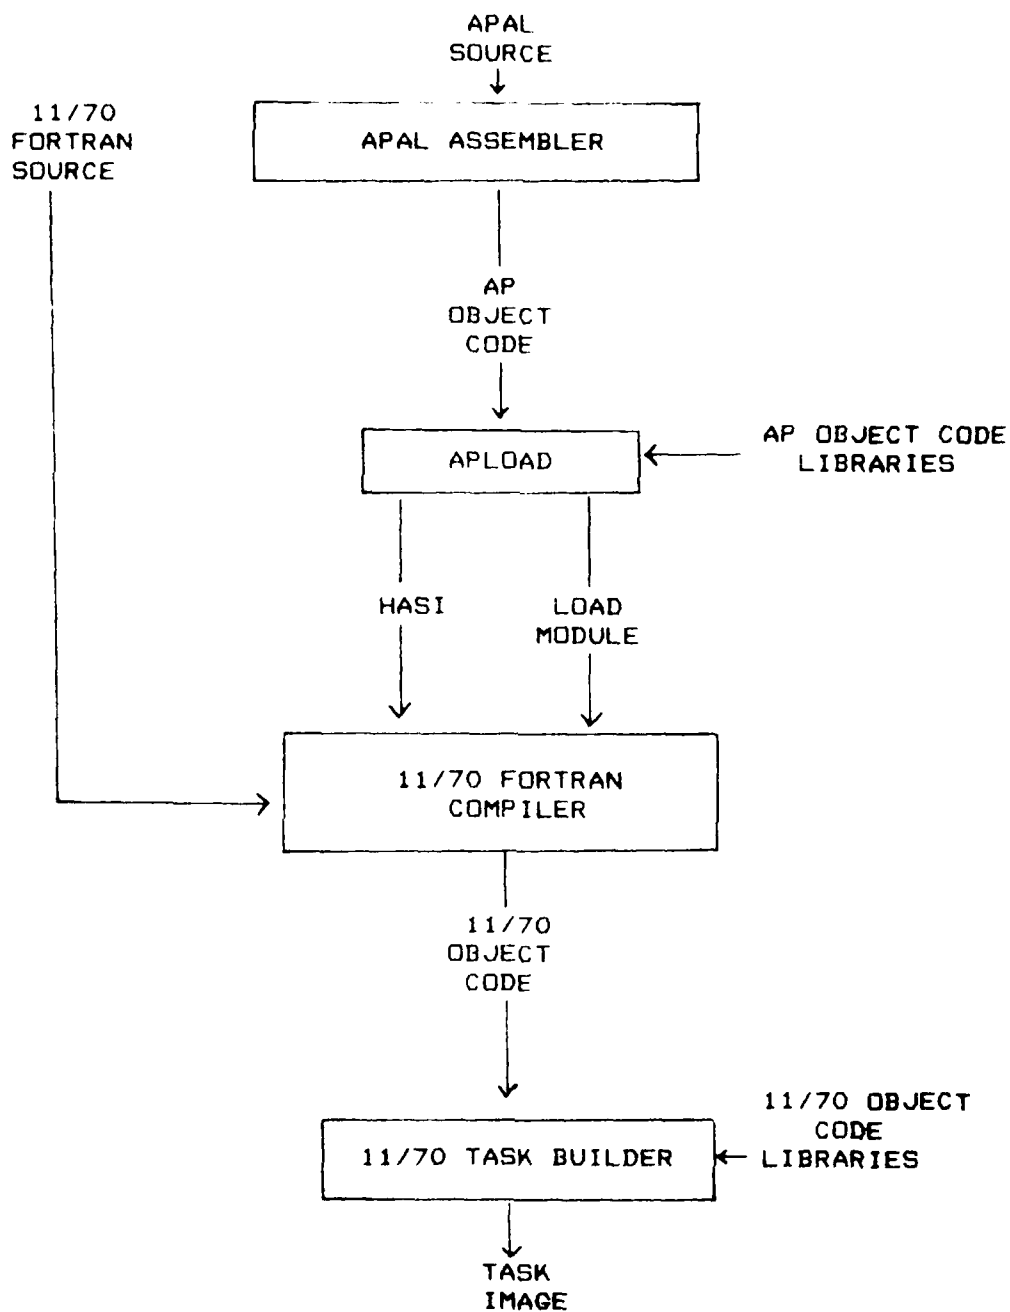 APAL
SOURCE
11/70
FORTRAN
SOURCE
APAL ASSEMBLER
AP
OBJECT
CODE
APLOAD
AP OBJECT CODE
LIBRARIES
HASI
LOAD
MODULE
11/70 FORTRAN
COMPILER
11/70
OBJECT
CODE
11/70 TASK BUILDER
11/70 OBJECT
CODE
LIBRARIES
TASK
IMAGE